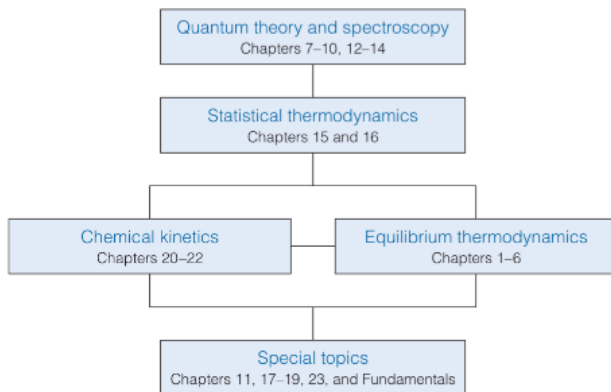 Quantum theory and spectroscopy
Chapters 7–10, 12–14
Statistical thermodynamics
Chapters 15 and 16
Chemical kinetics
Chapters 20–22
Equilibrium thermodynamics
Chapters 1–6
Special topics
Chapters 11, 17–19, 23, and Fundamentals